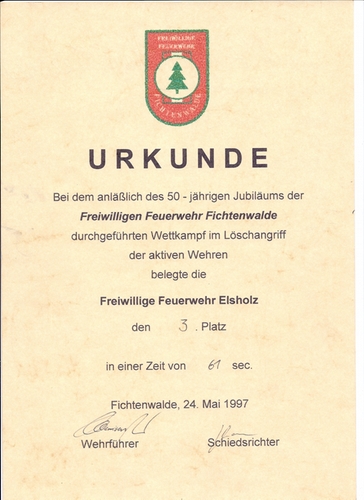 FREIWILLIGE
FEUERWEHR
FICHTENWALDE
URKUNDE
Bei dem anläßlich des 50 - jährigen Jubiläums der
Freiwilligen Feuerwehr Fichtenwalde
durchgeführten Wettkampf im Löschangriff
der aktiven Wehren
belegte die
Freiwillige Feuerwehr Elsholz
den 3. Platz
in einer Zeit von 61 sec.
Fichtenwalde, 24. Mai 1997
Wehrführer Schiedsrichter